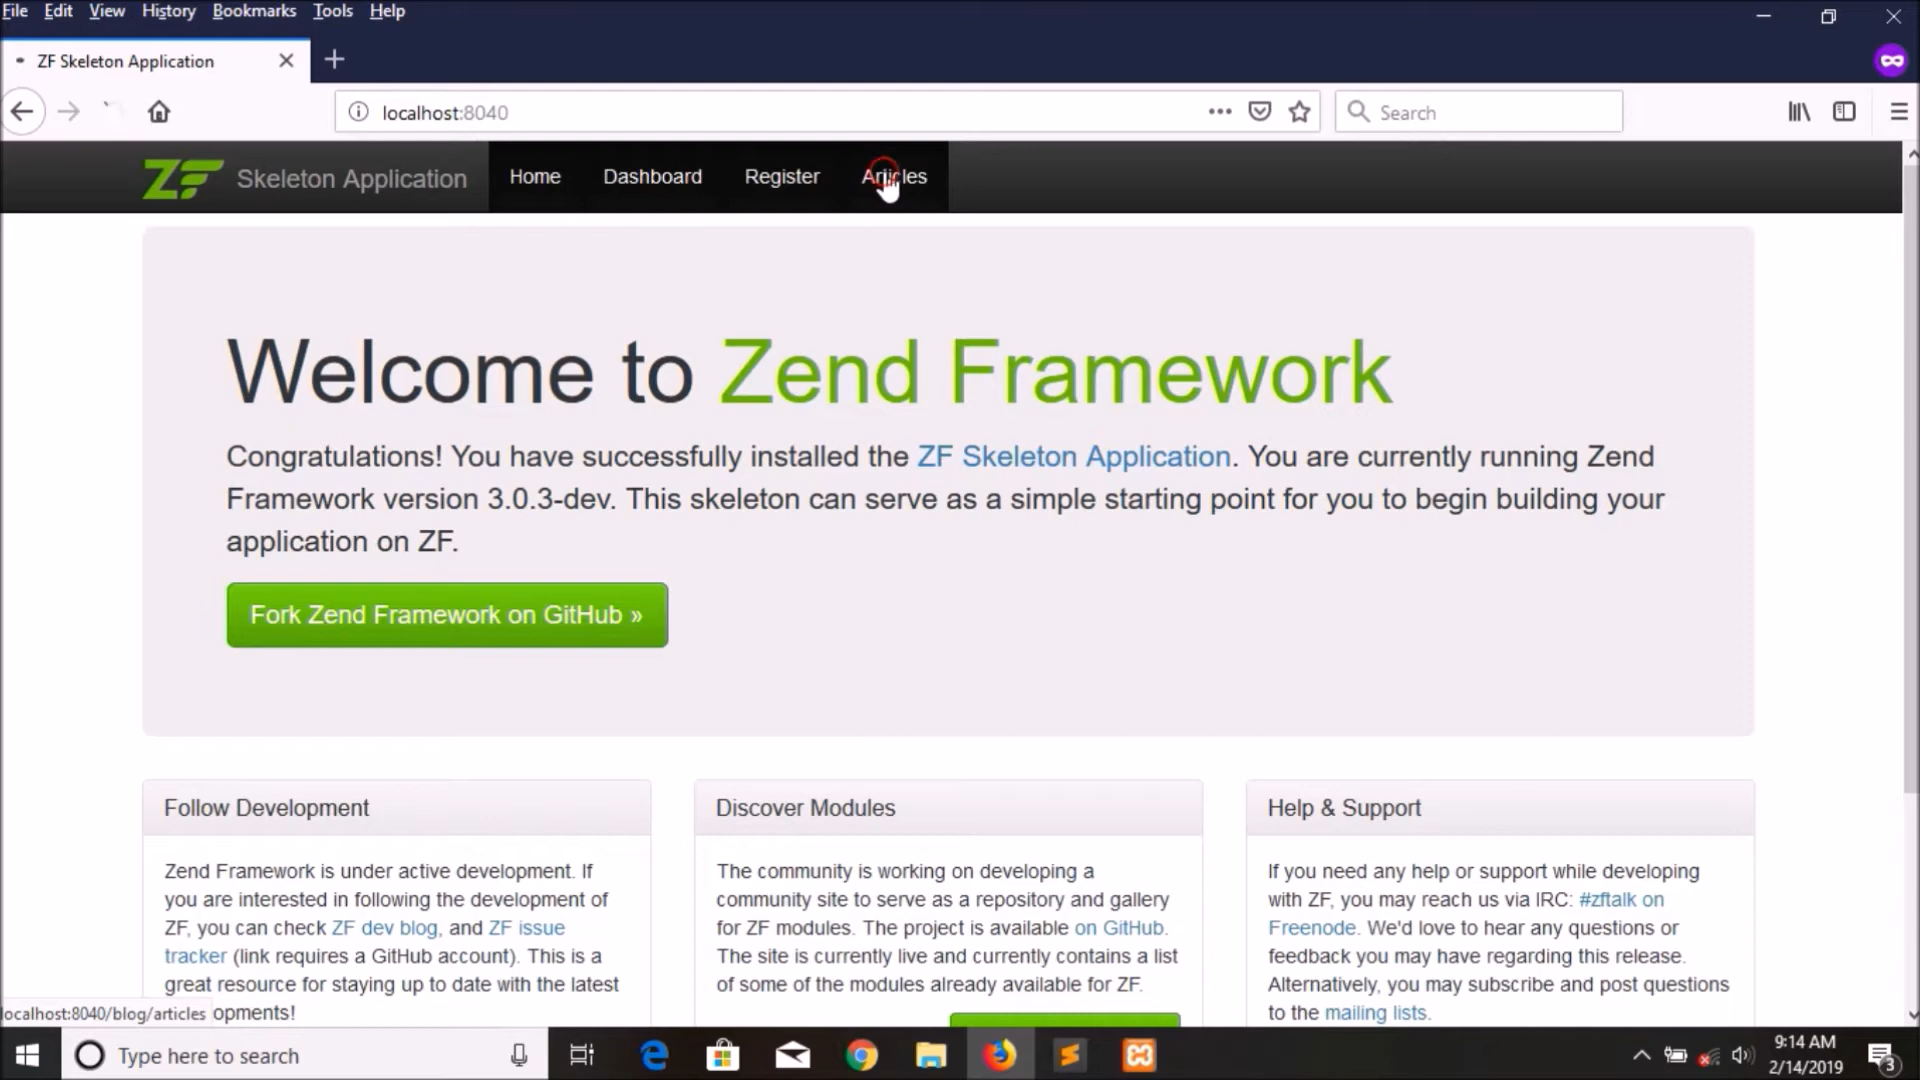 File Edit View History Bookmarks Tools Help
ZF Skeleton Application
localhost:8040
Search
ZF Skeleton Application Home Dashboard Register Articles
Welcome to Zend Framework
Congratulations! You have successfully installed the ZF Skeleton Application. You are currently running Zend
Framework version 3.0.3-dev. This skeleton can serve as a simple starting point for you to begin building your
application on ZF.
Fork Zend Framework on GitHub »
Follow Development
Zend Framework is under active development. If
you are interested in following the development of
ZF, you can check ZF dev blog, and ZF issue
tracker (link requires a GitHub account). This is a
great resource for staying up to date with the latest
opments!
Discover Modules
The community is working on developing a
community site to serve as a repository and gallery
for ZF modules. The project is available on GitHub.
The site is currently live and currently contains a list
of some of the modules already available for ZF.
Help & Support
If you need any help or support while developing
with ZF, you may reach us via IRC: #zftalk on
Freenode. We'd love to hear any questions or
feedback you may have regarding this release.
Alternatively, you may subscribe and post questions
to the mailing lists.
localhost:8040/blog/articles
Type here to search
9:14 AM
2/14/2019
3